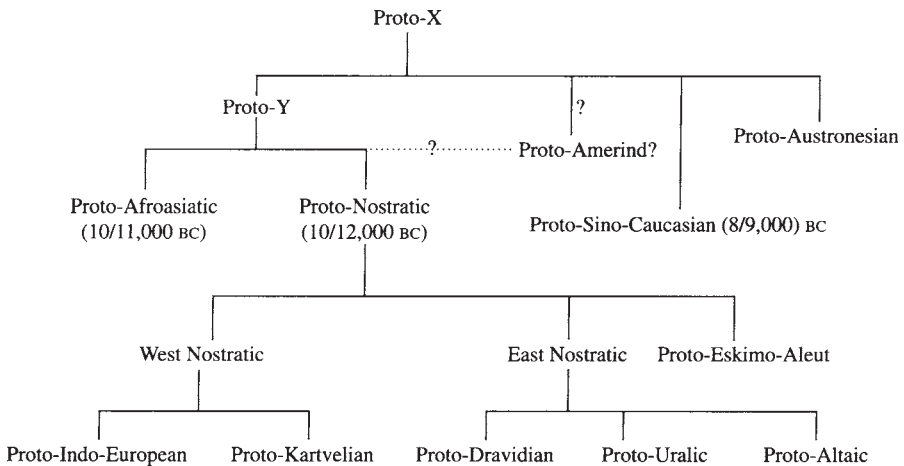 Proto-X
Proto-Y
?
Proto-Austronesian
?
Proto-Amerind?
Proto-Afroasiatic
(10/11,000 BC)
Proto-Nostratic
(10/12,000 BC)
Proto-Sino-Caucasian (8/9,000) BC
West Nostratic
East Nostratic
Proto-Eskimo-Aleut
Proto-Indo-European
Proto-Kartvelian
Proto-Dravidian
Proto-Uralic
Proto-Altaic